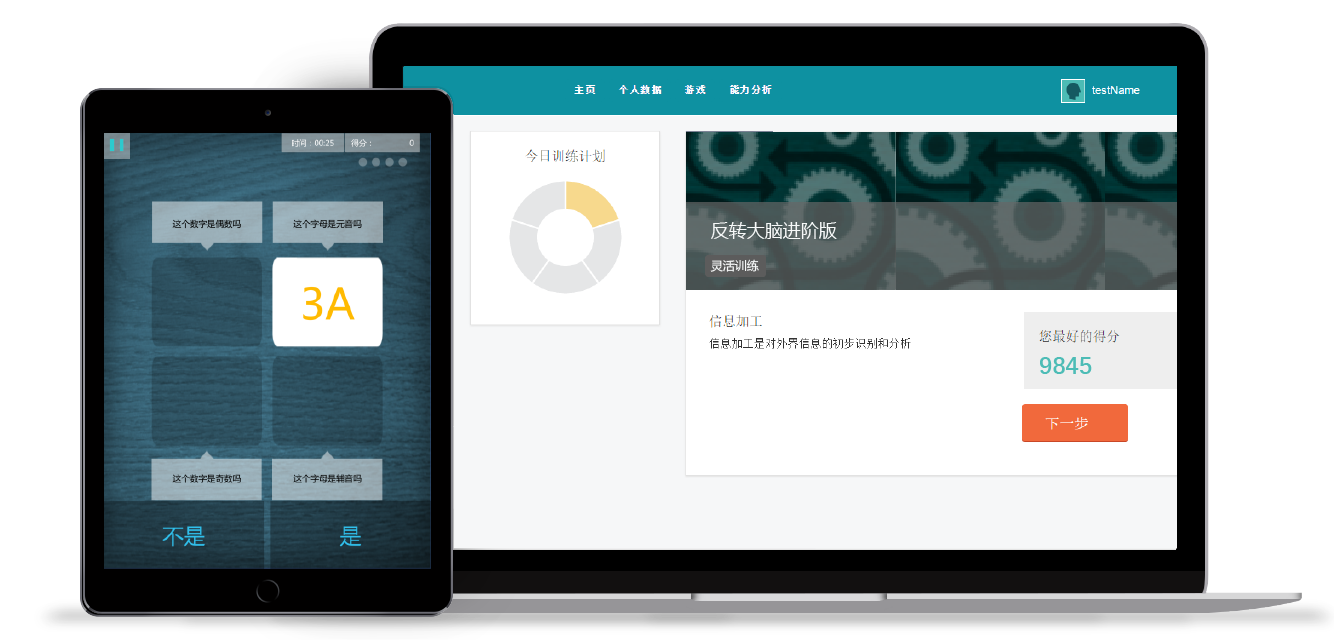 时间：00:25 得分： 0
这个数字是偶数吗 这个字母是元音吗
3A
这个数字是奇数吗 这个字母是辅音吗
不是 是
主页 个人数据 游戏 能力分析 testName
今日训练计划
反转大脑进阶版
灵活训练
信息加工
信息加工是对外界信息的初步识别和分析
您最好的得分
9845
下一步